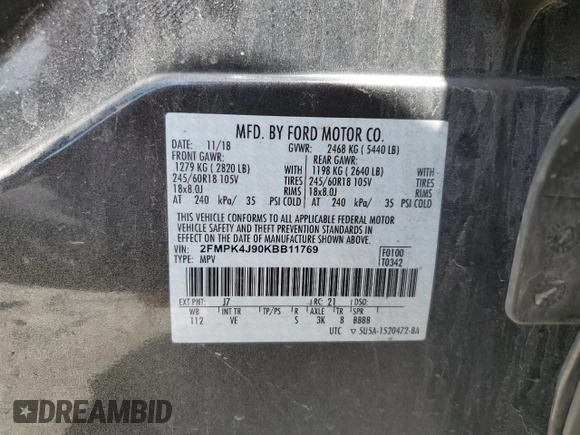 MFD. BY FORD MOTOR CO.
DATE: 11/18 GVWR: 2468 KG ( 5440 LB)
FRONT GAWR: REAR GAWR:
1279 KG ( 2820 LB) WITH 1198 KG ( 2640 LB) WITH
245/60R18 105V TIRES 245/60R18 105V TIRES
18x8.0J RIMS 18x8.0J RIMS
AT 240 kPa/ 35 PSI COLD AT 240 kPa/ 35 PSI COLD
THIS VEHICLE CONFORMS TO ALL APPLICABLE FEDERAL MOTOR
VEHICLE SAFETY AND THEFT PREVENTION STANDARDS IN
EFFECT ON THE DATE OF MANUFACTURE SHOWN ABOVE.
VIN: 2FMPK4J90KBB11769 F0100
TYPE: MPV T0342
EXT PNT: J7 RC: 21 DSO:
WB INT TR TP/PS R AXLE TR SPR
112 VE S 3K 8 BBBB
UTC ▽ 5U5A-1520472-BA
DREAMBID